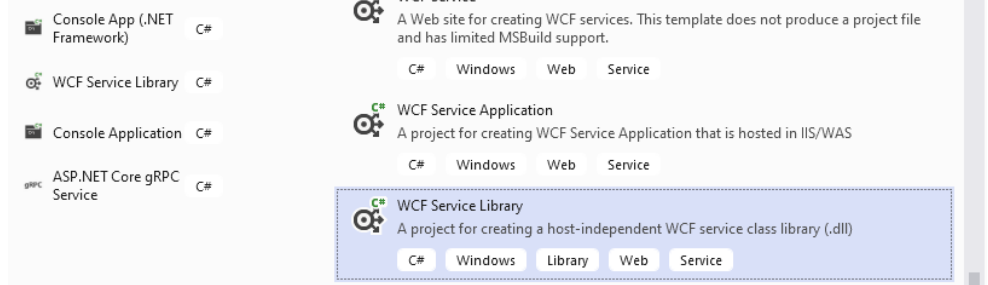 Console App (.NET
Framework)
C#
WCF Service Library
C#
Console Application
C#
gRPC
ASP.NET Core gRPC
Service
C#
A Web site for creating WCF services. This template does not produce a project file
and has limited MSBuild support.
C# Windows Web Service
C#
WCF Service Application
A project for creating WCF Service Application that is hosted in IIS/WAS
C# Windows Web Service
C#
WCF Service Library
A project for creating a host-independent WCF service class library (.dll)
C# Windows Library Web Service